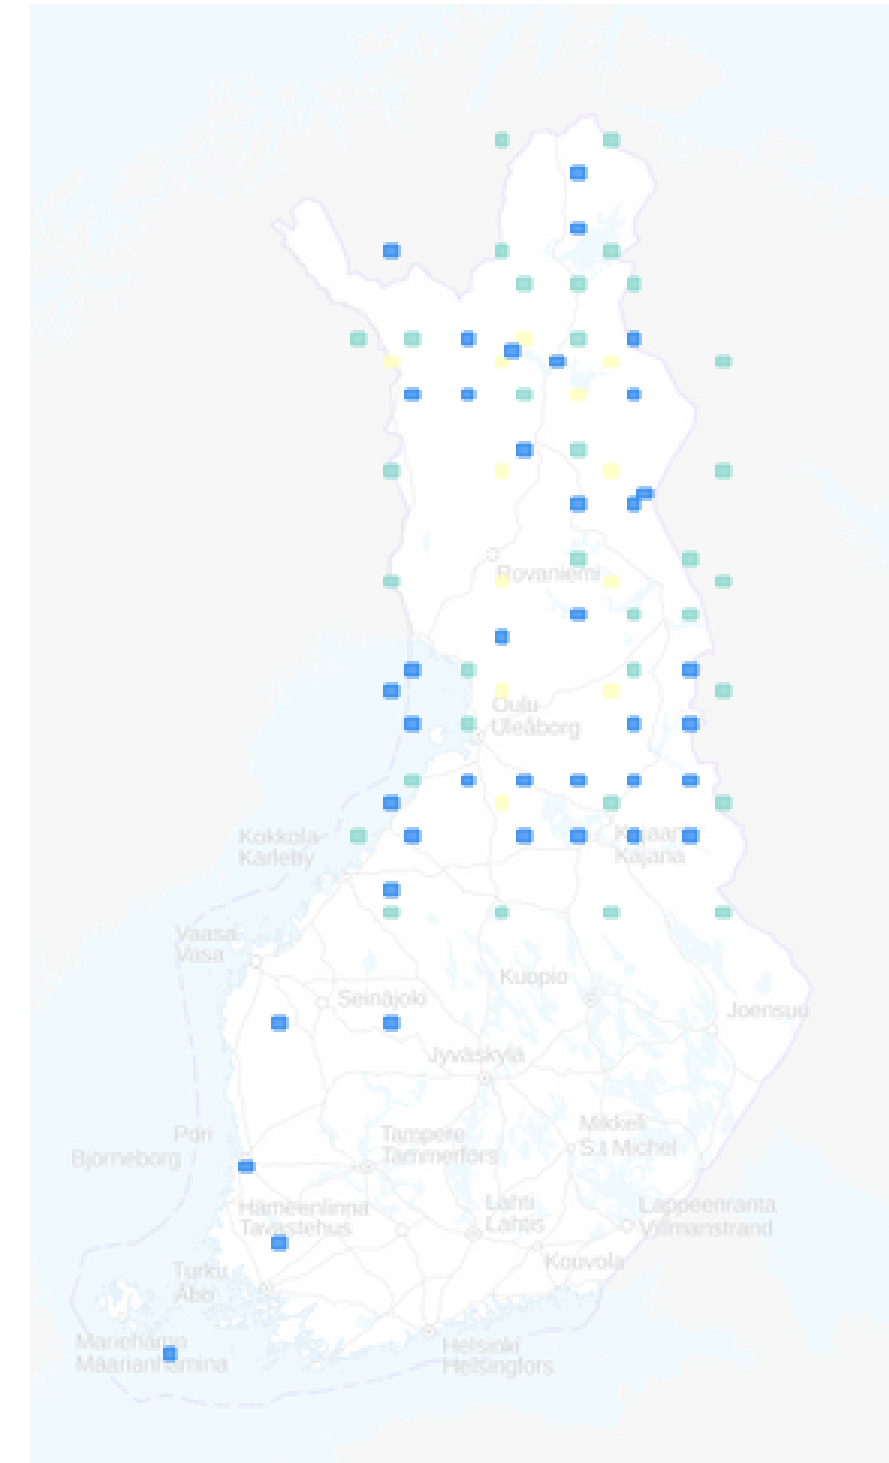 Rovaniemi
Oulu
Uleåborg
Kokkola
Karleby
Kajaani
Kajana
Vaasa
Vasa
Kuopio
Seinäjoki
Joensuu
Jyväskylä
Pori
Björneborg
Tampere
Tammerfors
Mikkeli
S:t Michel
Hämeenlinna
Tavastehus
Lahti
Lahtis
Lappeenranta
Villmanstrand
Kouvola
Turku
Åbo
Mariehamn
Maarianhamina
Helsinki
Helsingfors